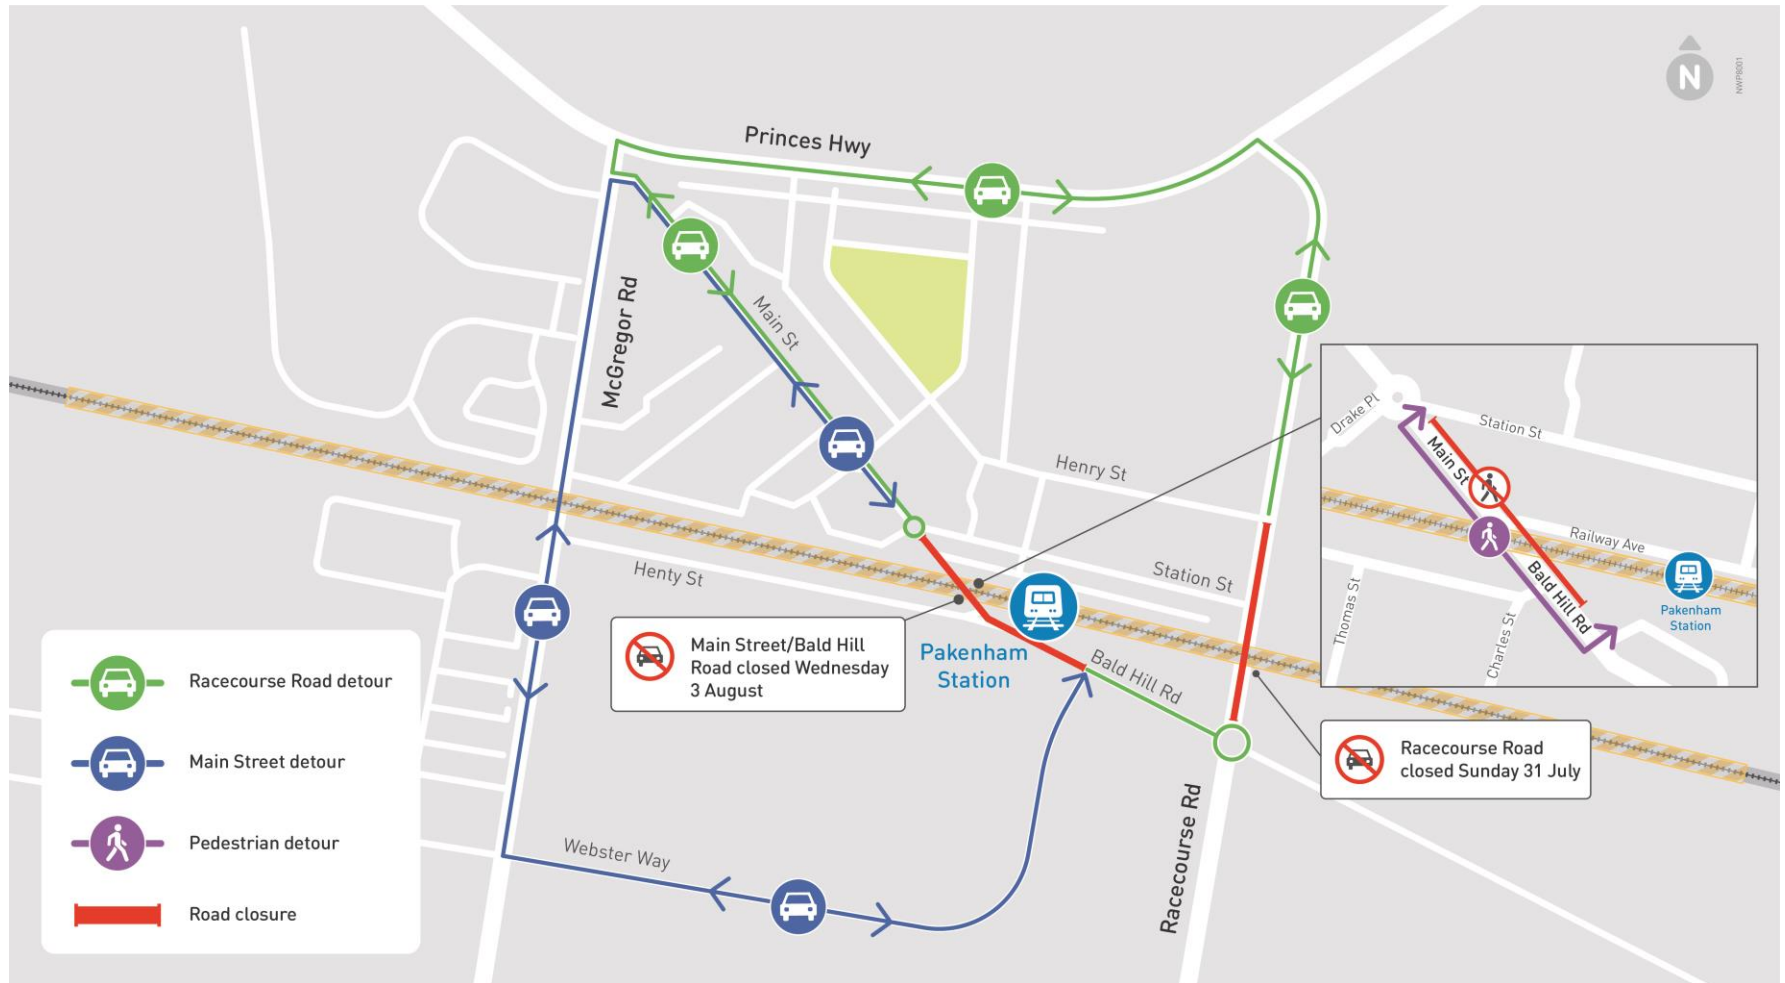 N
NWPB001
Princes Hwy
McGregor Rd
Main St
Henry St
Station St
Henty St
Bald Hill Rd
Pakenham
Station
Webster Way
Racecourse Rd
Main Street/Bald Hill
Road closed Wednesday
3 August
Racecourse Road
closed Sunday 31 July
Drake Pl
Station St
Main St
Railway Ave
Bald Hill Rd
Thomas St
Charles St
Pakenham
Station
Racecourse Road detour
Main Street detour
Pedestrian detour
Road closure